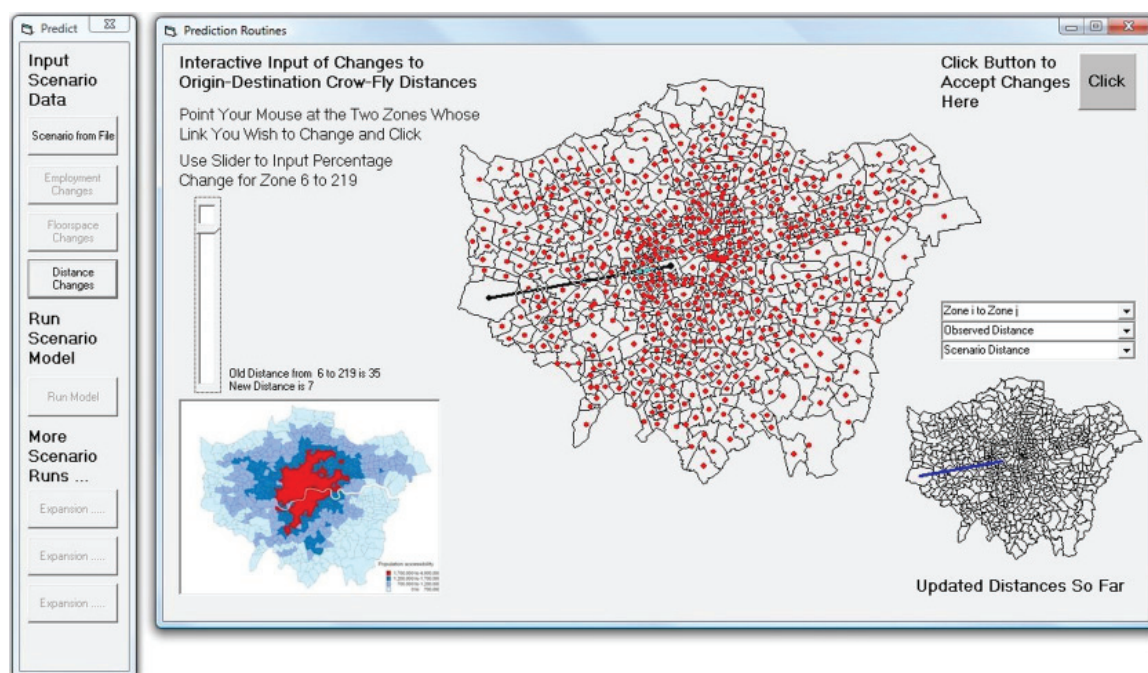 Predict
Input
Scenario
Data
Scenario from File
Employment
Changes
Floorspace
Changes
Distance
Changes
Run
Scenario
Model
Run Model
More
Scenario
Runs ...
Expansion .....
Expansion .....
Expansion .....
Prediction Routines
Interactive Input of Changes to
Origin-Destination Crow-Fly Distances
Point Your Mouse at the Two Zones Whose
Link You Wish to Change and Click
Use Slider to Input Percentage
Change for Zone 6 to 219
Old Distance from 6 to 219 is 35
New Distance is 7
Population accessibility
Click Button to
Accept Changes
Here
Click
Zone i to Zone j
Observed Distance
Scenario Distance
Updated Distances So Far